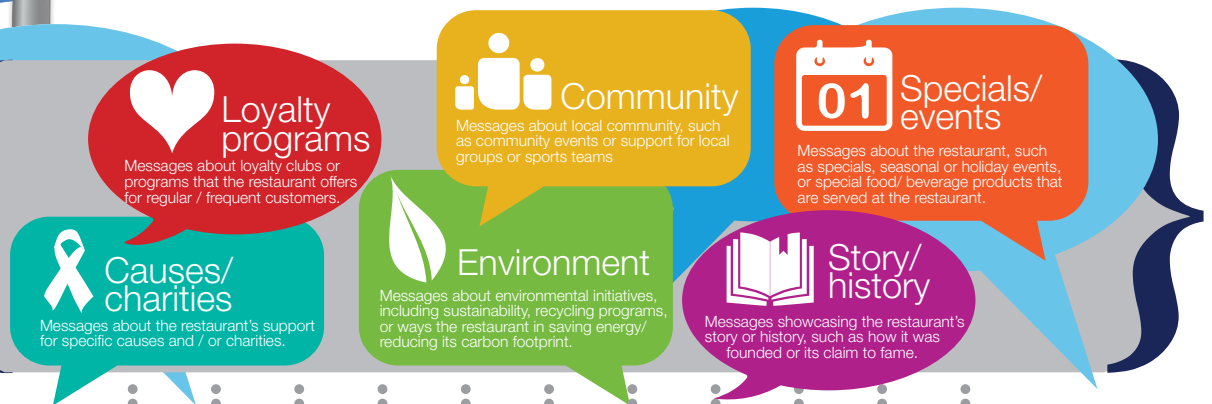 Loyalty
programs
Messages about loyalty clubs or
programs that the restaurant offers
for regular / frequent customers.
Community
Messages about local community, such
as community events or support for local
groups or sports teams
01
Specials/
events
Messages about the restaurant, such
as specials, seasonal or holiday events,
or special food/ beverage products that
are served at the restaurant.
Causes/
charities
Messages about the restaurant's support
for specific causes and / or charities.
Environment
Messages about environmental initiatives,
including sustainability, recycling programs,
or ways the restaurant in saving energy/
reducing its carbon footprint.
Story/
history
Messages showcasing the restaurant's
story or history, such as how it was
founded or its claim to fame.